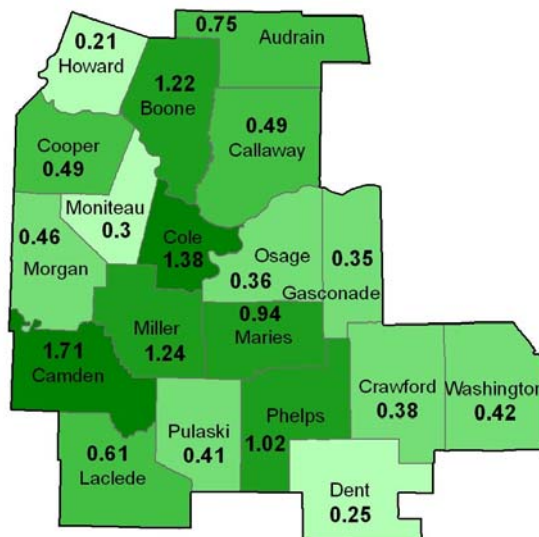 0.75
Audrain
0.21
Howard
1.22
Boone
0.49
Callaway
Cooper
0.49
Moniteau
0.3
0.46
Morgan
Cole
1.38
Osage
0.36
0.35
Gasconade
0.94
Maries
Miller
1.24
1.71
Camden
Crawford
0.38
Washington
0.42
Phelps
1.02
Pulaski
0.41
0.61
Laclede
Dent
0.25